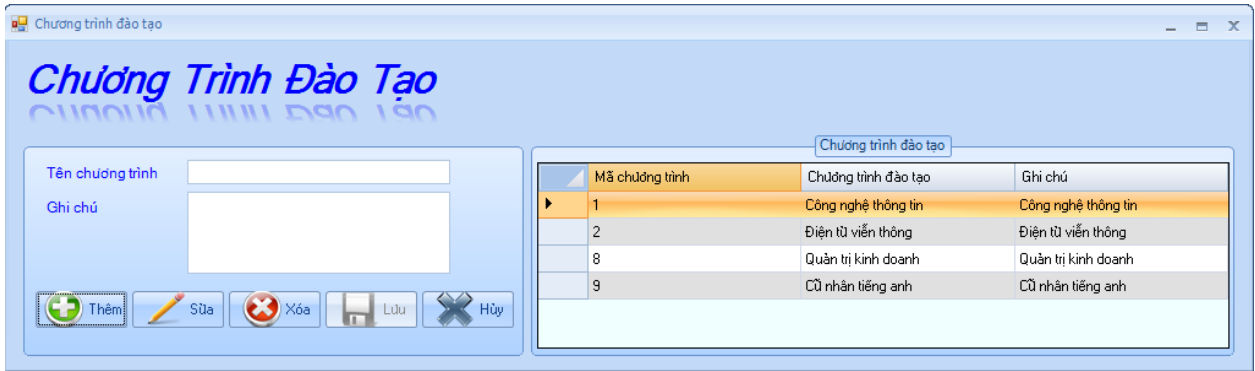 Chương trình đào tạo
Chương Trình Đào Tạo
Tên chương trình
Ghi chú
Thêm Sửa Xóa Lưu Hủy
Chương trình đào tạo
Mã chương trình Chương trình đào tạo Ghi chú
1 Công nghệ thông tin Công nghệ thông tin
2 Điện tử viễn thông Điện tử viễn thông
8 Quản trị kinh doanh Quản trị kinh doanh
9 Cử nhân tiếng anh Cử nhân tiếng anh